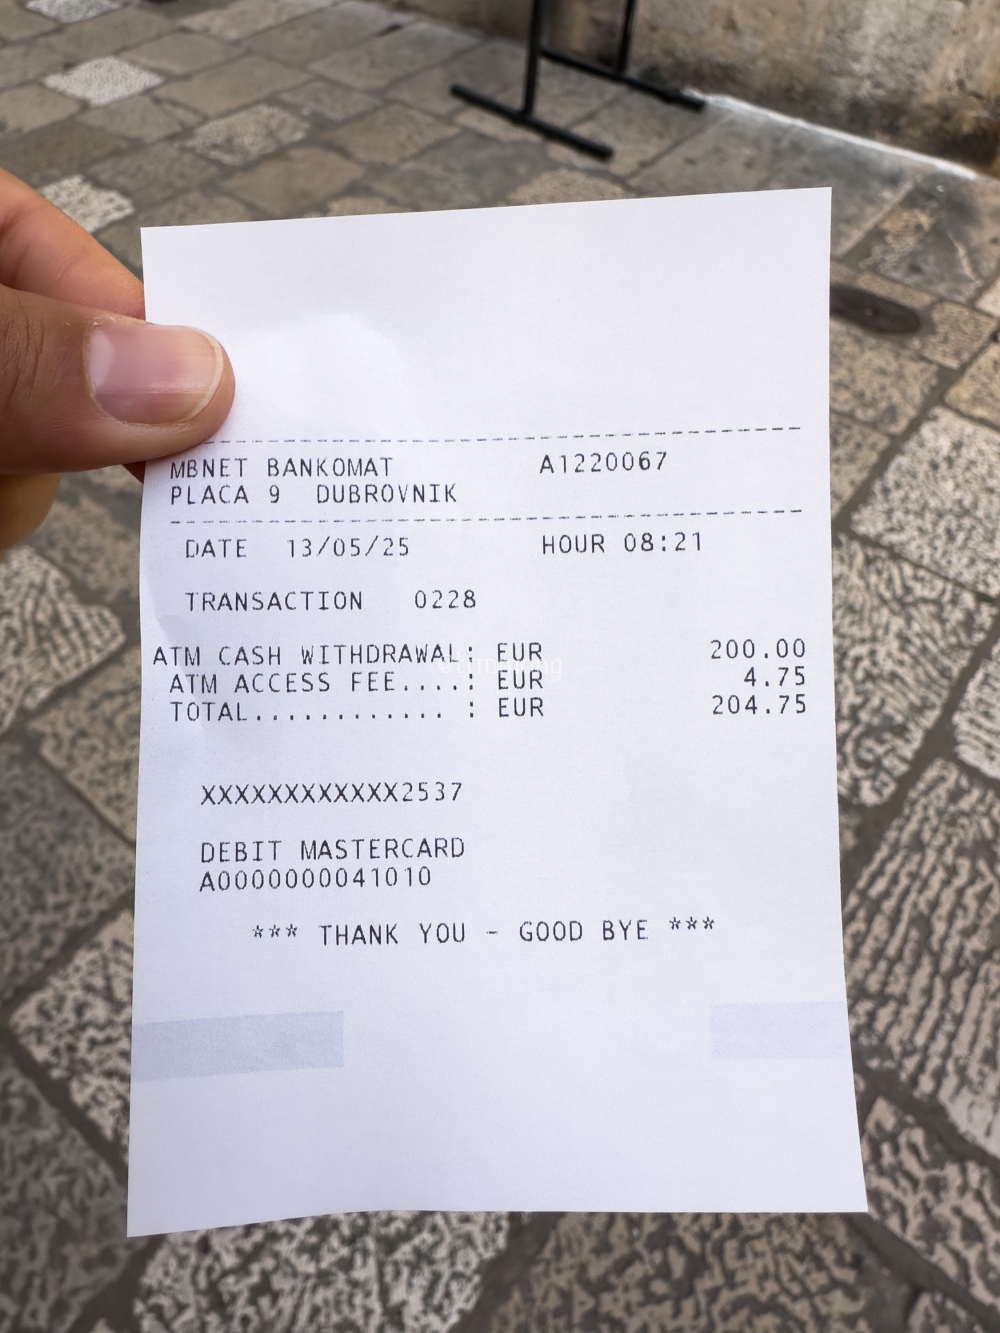 MBNET BANKOMAT A1220067
PLACA 9 DUBROVNIK
DATE 13/05/25 HOUR 08:21
TRANSACTION 0228
ATM CASH WITHDRAWAL: EUR 200.00
ATM ACCESS FEE....: EUR 4.75
TOTAL............ : EUR 204.75
XXXXXXXXXXXX2537
DEBIT MASTERCARD
A0000000041010
*** THANK YOU - GOOD BYE ***